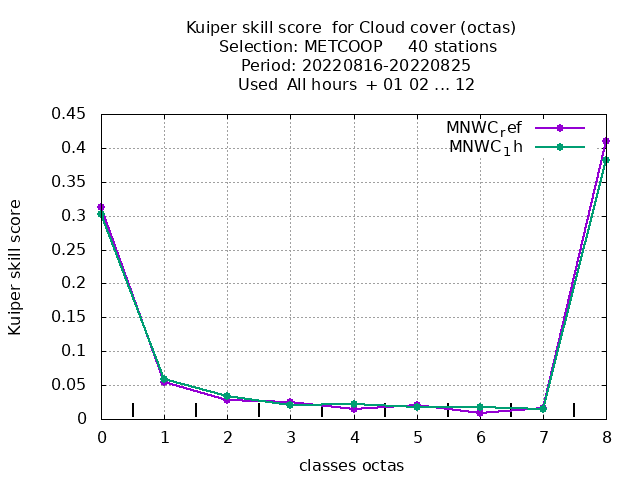 Kuiper skill score  for Cloud cover (octas)
Selection: METCOOP     40 stations
Period: 20220816-20220825
Used  All hours  + 01 02 ... 12
MNWCref
MNWC1h
0.45
0.4
0.35
0.3
0.25
0.2
0.15
0.1
0.05
0
Kuiper skill score
0 1 2 3 4 5 6 7 8
classes octas